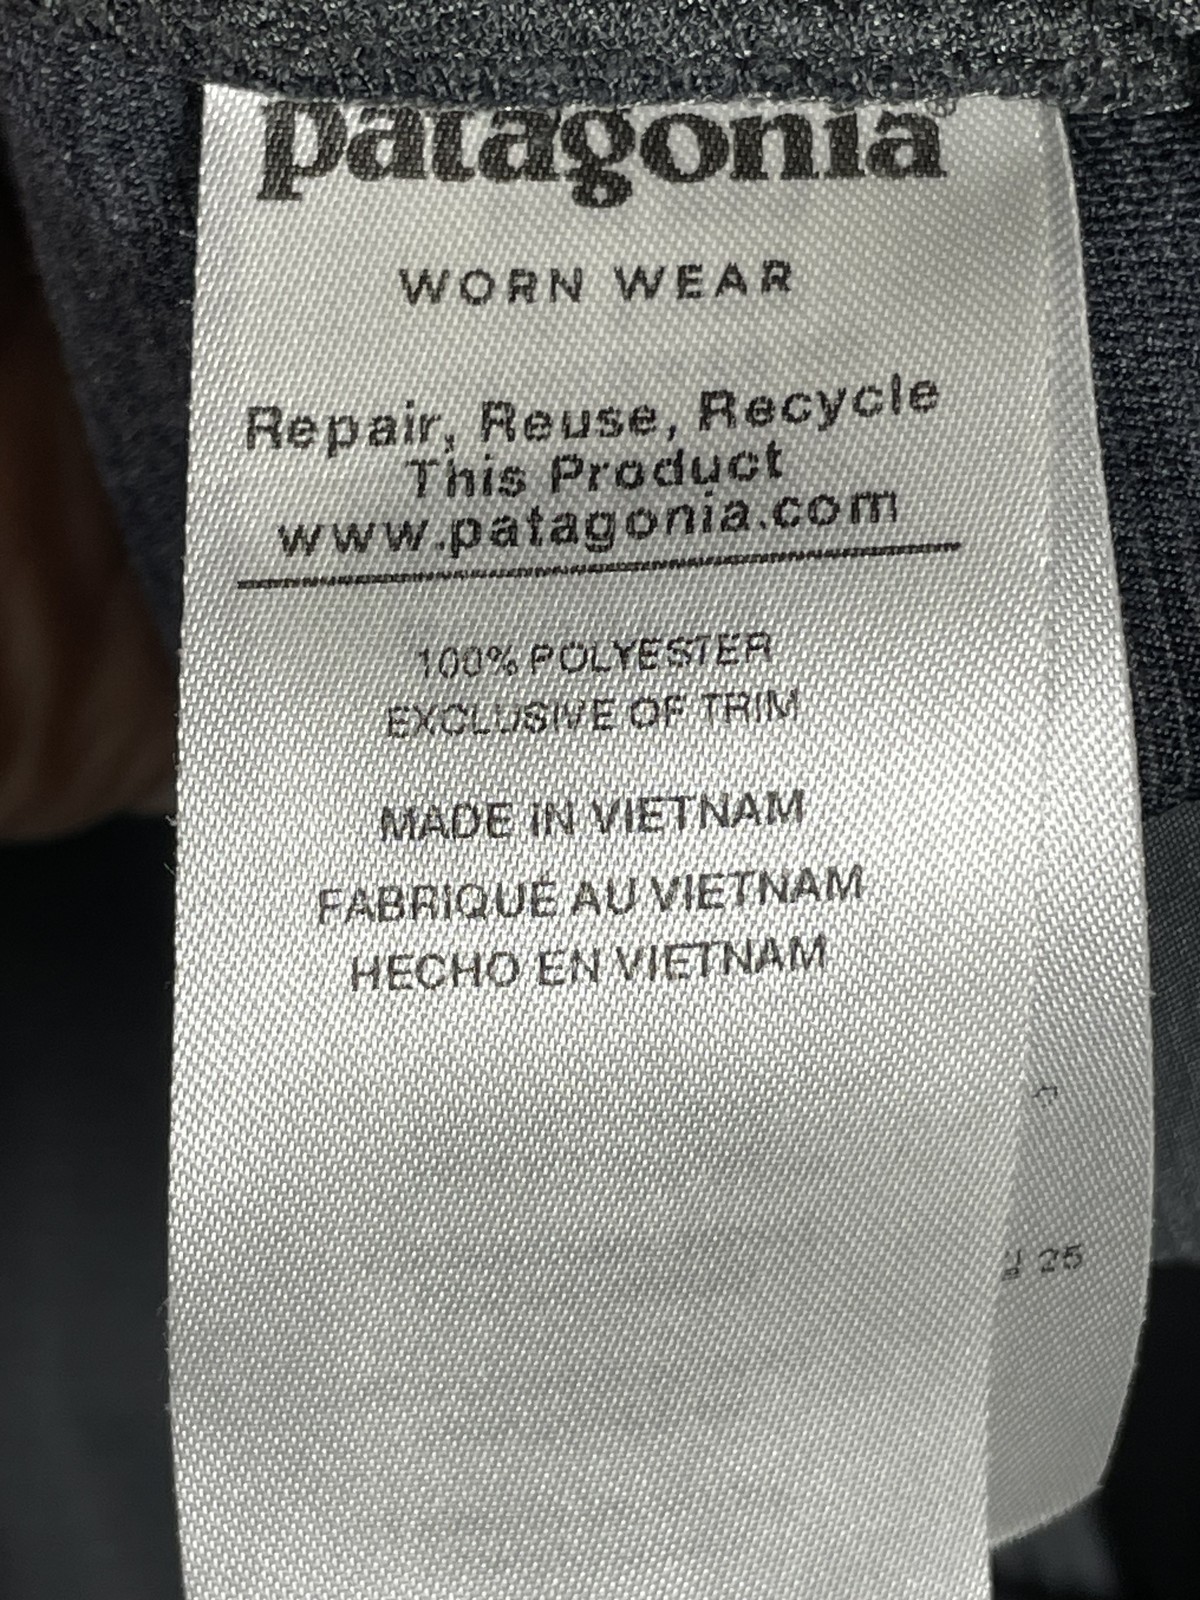 patagonia®
WORN WEAR
Repair, Reuse, Recycle
This Product
www.patagonia.com
100% POLYESTER
EXCLUSIVE OF TRIM
MADE IN VIETNAM
FABRIQUÉ AU VIETNAM
HECHO EN VIETNAM
25